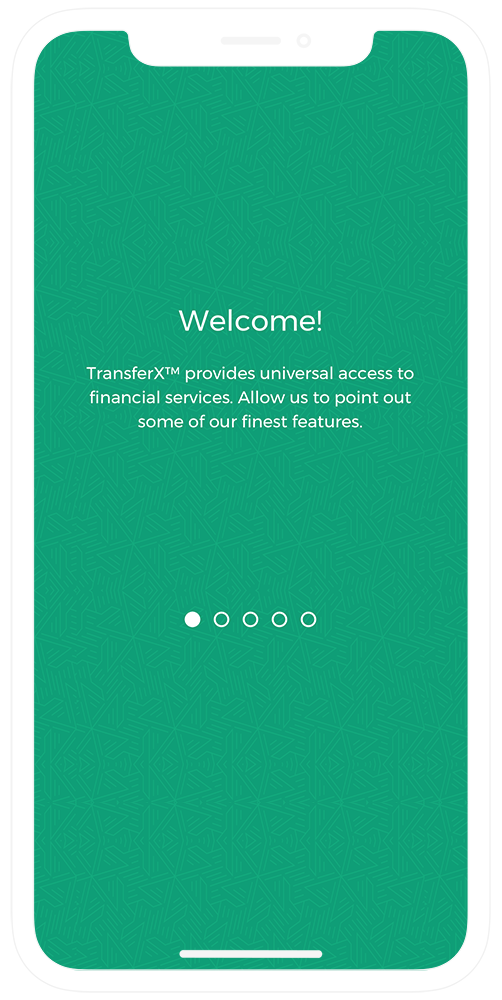 Welcome!
TransferX™ provides universal access to
financial services. Allow us to point out
some of our finest features.